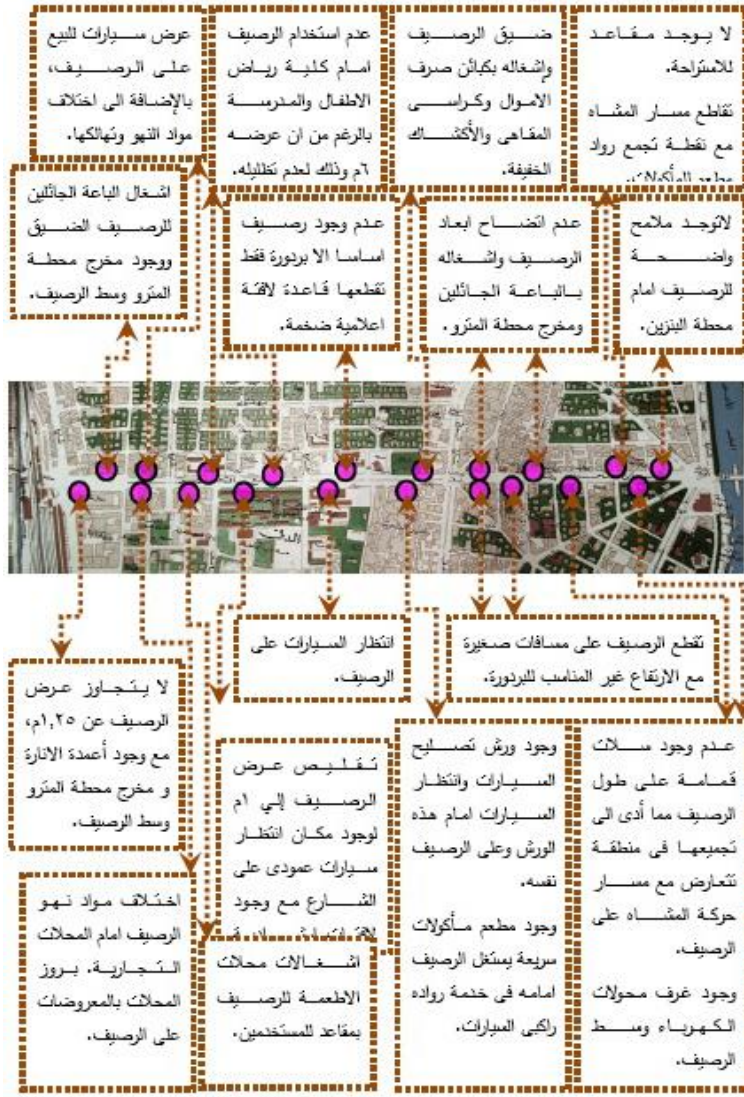 لا يوجد مقاعد
للاستراحة.
تقاطع مسار المشاه
مع نقطة تجمع رواد
مطعم المأكولات.
ضيق الرصيف
واشغاله بكبائن صرف
الاموال وكراسى
المقاهى والأكشاك
الخفيفة.
عدم استخدام الرصيف
امام كلية رياض
الاطفال والمدرسة
بالرغم من ان عرضه
٦م وذلك لعدم تظليله.
عرض سيارات للبيع
على الرصيف،
بالإضافة الى اختلاف
مواد النهو وتهالكها.
لاتوجد ملامح
واضحة
للرصيف امام
محطة البنزين.
عدم اتضاح ابعاد
الرصيف واشغاله
بالباعة الجائلين
ومخرج محطة المترو.
عدم وجود رصيف
اساسا الا بردورة فقط
تقطعها قاعدة لافتة
اعلامية ضخمة.
اشغال الباعة الجائلين
للرصيف الضيق
ووجود مخرج محطة
المترو وسط الرصيف.
تقطع الرصيف على مسافات صغيرة
مع الارتفاع غير المناسب للبردورة.
انتظار السيارات على
الرصيف.
لا يتجاوز عرض
الرصيف عن ١,٢٥م،
مع وجود أعمدة الانارة
و مخرج محطة المترو
وسط الرصيف.
عدم وجود سلات
قمامة على طول
الرصيف مما أدى الى
تجميعها فى منطقة
تتعارض مع مسار
حركة المشاه على
الرصيف.
وجود غرف محولات
الكهرباء وسط
الرصيف.
وجود ورش تصليح
السيارات وانتظار
السيارات امام هذه
الورش وعلى الرصيف
نفسه.
وجود مطعم مأكولات
سريعة يستغل الرصيف
امامه فى خدمة رواده
راكبى السيارات.
تقليص عرض
الرصيف إلي ١م
لوجود مكان انتظار
سيارات عمودى على
الشارع مع وجود
اشغالات محلات
الاطعمة للرصيف
بمقاعد للمستخدمين.
اختلاف مواد نهو
الرصيف امام المحلات
التجارية. بروز
المحلات بالمعروضات
على الرصيف.